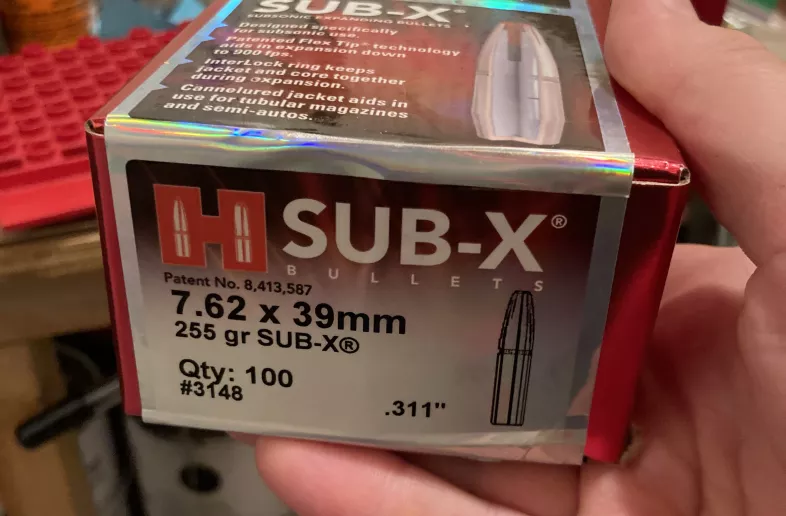 SUB-X®
SUBSONIC EXPANDING BULLETS
Designed specifically
for subsonic use.
Patented Flex Tip® technology
aids in expansion down
to 900 fps.
InterLock ring keeps
jacket and core together
during expansion.
Cannelured jacket aids in
use for tubular magazines
and semi-autos.
H SUB-X®
BULLETS
Patent No. 8,413,587
7.62 x 39mm
255 gr SUB-X®
Qty: 100
#3148
.311"